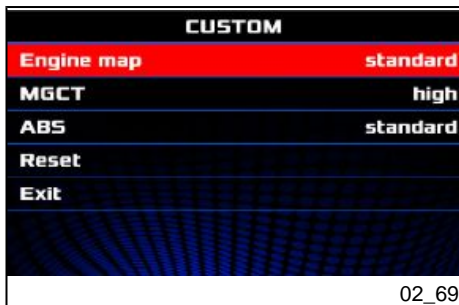 CUSTOM
Engine map standard
MGCT high
ABS standard
Reset
Exit
02_69